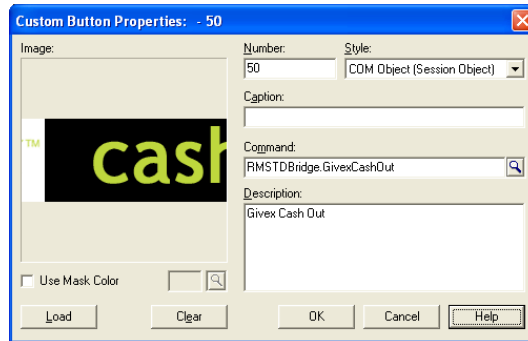 Custom Button Properties: - 50
Image:
Number:
Style:
50
COM Object (Session Object)
Caption:
™
cash
Command:
RMSTDBridge.GivexCashOut
Description:
Givex Cash Out
Use Mask Color
Load
Clear
OK
Cancel
Help